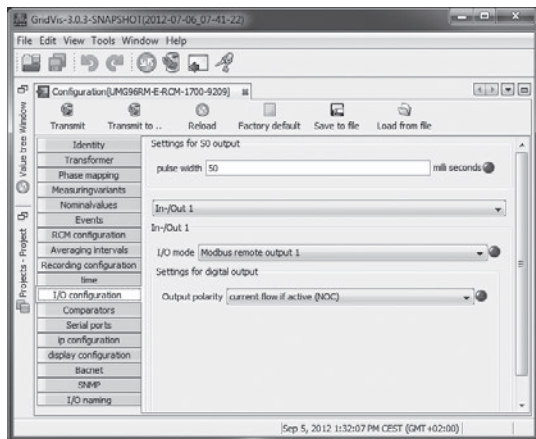 GridVis-3.0.3-SNAPSHOT(2012-07-06_07-41-22)
File Edit View Tools Window Help
Configuration[UMG96RM-E-RCM-1700-9209]
Transmit Transmit to .. Reload Factory default Save to file Load from file
Value tree Window
Projects - Project
Identity
Transformer
Phase mapping
Measuringvariants
Nominalvalues
Events
RCM configuration
Averaging intervals
Recording configuration
time
I/O configuration
Comparators
Serial ports
ip configuration
display configuration
Bacnet
SNMP
I/O naming
Settings for S0 output
pulse width 50 milli seconds
In-/Out 1
In-/Out 1
I/O mode Modbus remote output 1
Settings for digital output
Output polarity current flow if active (NOC)
Sep 5, 2012 1:32:07 PM CEST (GMT+02:00)